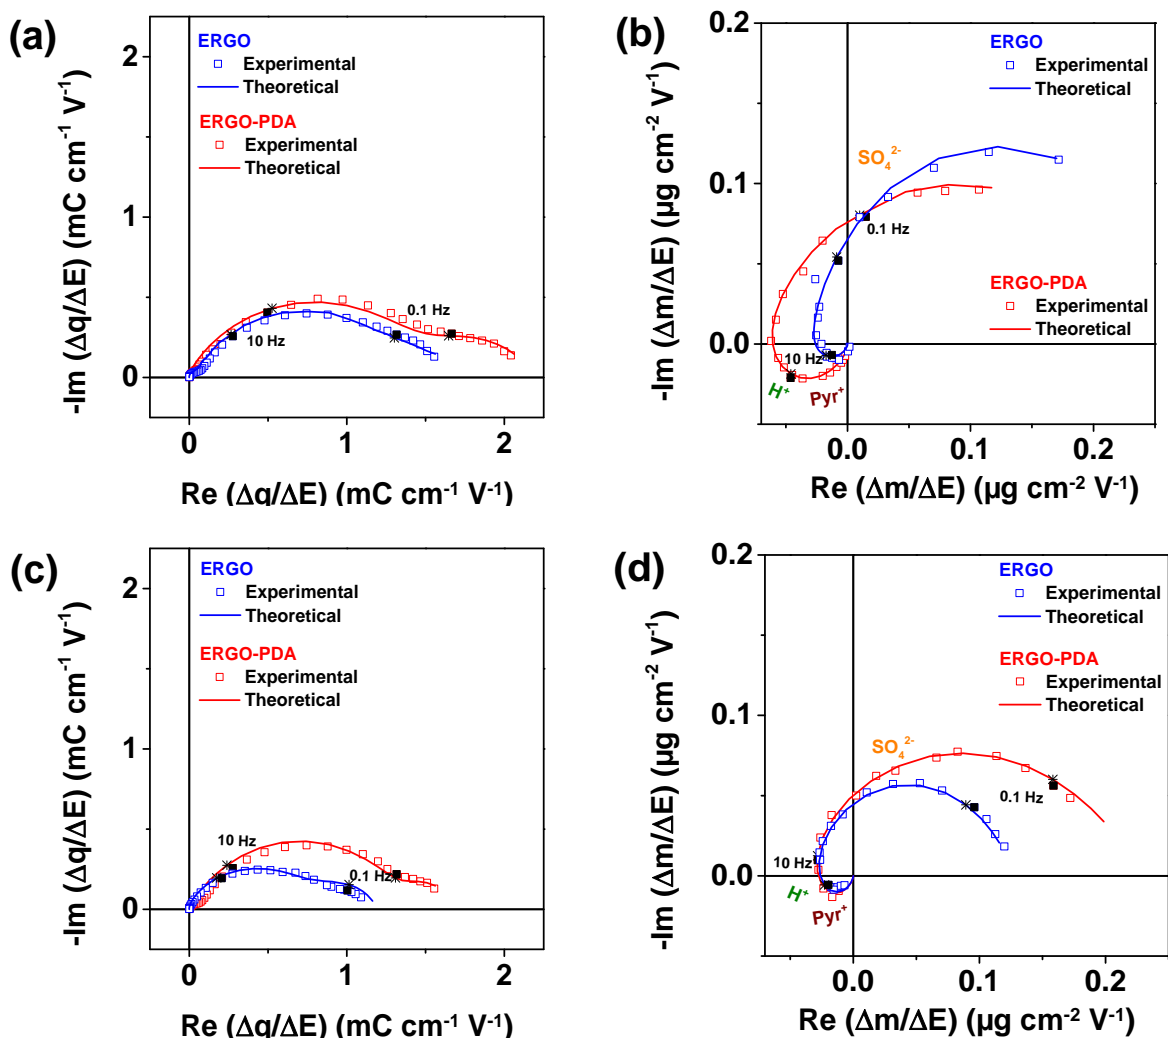 (a)
2
1
0
0
1
2
-Im (Δq/ΔE) (mC cm⁻¹ V⁻¹)
Re (Δq/ΔE) (mC cm⁻¹ V⁻¹)
ERGO
Experimental
Theoretical
ERGO-PDA
Experimental
Theoretical
0.1 Hz
10 Hz
(b)
0.2
0.1
0.0
0.0
0.1
0.2
-Im (Δm/ΔE) (µg cm⁻² V⁻¹)
Re (Δm/ΔE) (µg cm⁻² V⁻¹)
ERGO
Experimental
Theoretical
SO₄²⁻
0.1 Hz
ERGO-PDA
Experimental
Theoretical
10 Hz
H⁺
Pyr⁺
(c)
2
1
0
0
1
2
-Im (Δq/ΔE) (mC cm⁻¹ V⁻¹)
Re (Δq/ΔE) (mC cm⁻¹ V⁻¹)
ERGO
Experimental
Theoretical
ERGO-PDA
Experimental
Theoretical
10 Hz
0.1 Hz
(d)
0.2
0.1
0.0
0.0
0.1
0.2
-Im (Δm/ΔE) (µg cm⁻² V⁻¹)
Re (Δm/ΔE) (µg cm⁻² V⁻¹)
ERGO
Experimental
Theoretical
ERGO-PDA
Experimental
Theoretical
SO₄²⁻
0.1 Hz
10 Hz
H⁺
Pyr⁺